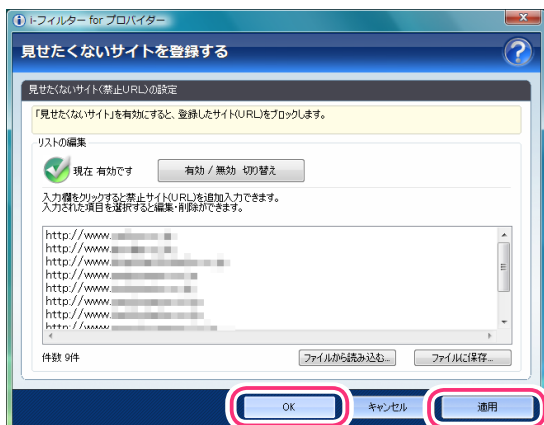 i-フィルター for プロバイダー
見せたくないサイトを登録する
見せたくないサイト(禁止URL)の設定
「見せたくないサイト」を有効にすると、登録したサイト(URL)をブロックします。
リストの編集
現在 有効です
有効 / 無効 切り替え
入力欄をクリックすると禁止サイト(URL)を追加入力できます。
入力された項目を選択すると編集・削除ができます。
http://www.
http://www.
http://www.
http://www.
http://www.
http://www.
http://www.
http://www.
件数 9件
ファイルから読み込む...
ファイルに保存...
OK
キャンセル
適用